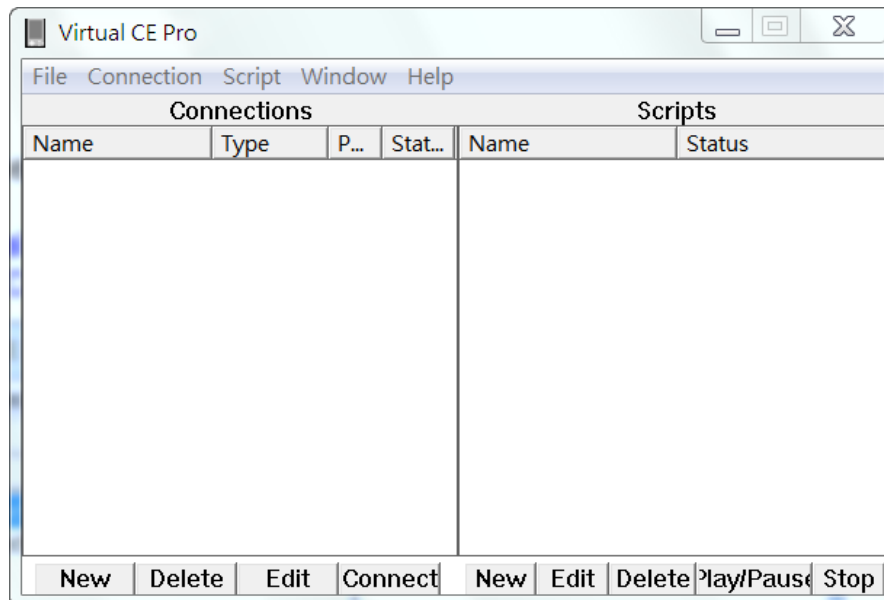 Virtual CE Pro
File Connection Script Window Help
Connections Scripts
Name Type P... Stat... Name Status
New Delete Edit Connect New Edit Delete Play/Pause Stop